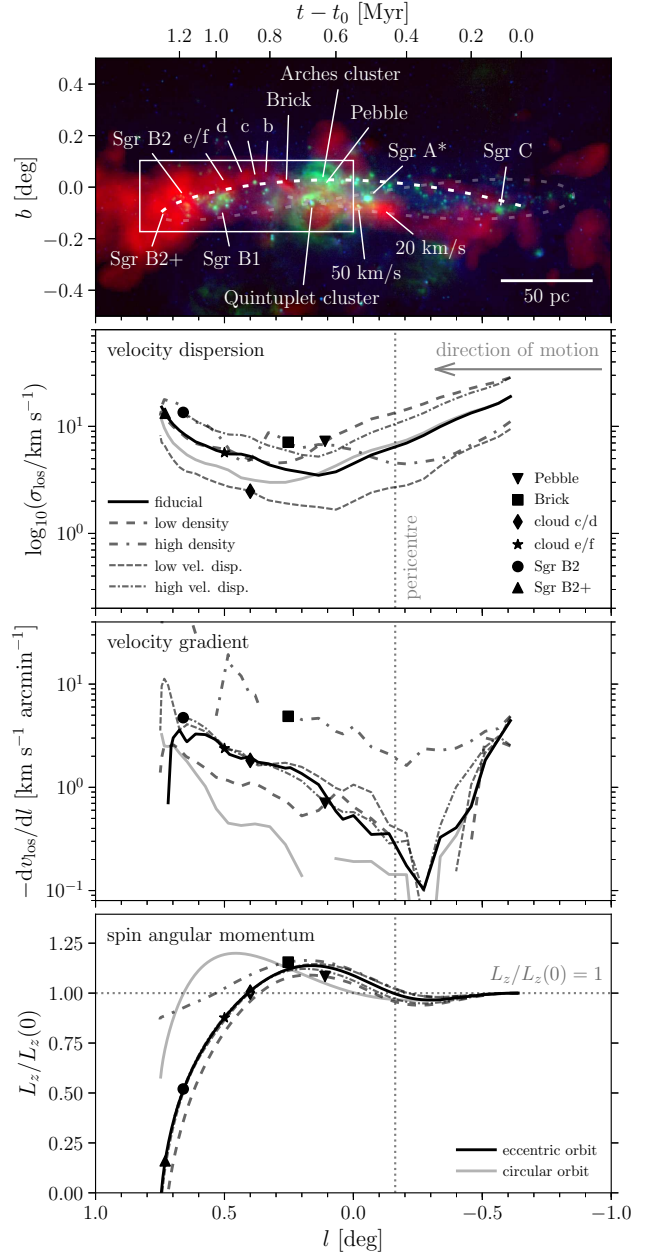 t − t₀ [Myr]
1.2 1.0 0.8 0.6 0.4 0.2 0.0
Arches cluster
Brick
Pebble
Sgr B2
e/f
d
c
b
Sgr A*
Sgr C
Sgr B2+
Sgr B1
50 km/s
20 km/s
Quintuplet cluster
50 pc
b [deg]
0.4
0.2
0.0
−0.2
−0.4
velocity dispersion
direction of motion
log₁₀(σ_los/km s⁻¹)
10¹
10⁰
fiducial
low density
high density
low vel. disp.
high vel. disp.
pericentre
Pebble
Brick
cloud c/d
cloud e/f
Sgr B2
Sgr B2+
velocity gradient
−dv_los/dl [km s⁻¹ arcmin⁻¹]
10¹
10⁰
10⁻¹
spin angular momentum
L_z/L_z(0) = 1
L_z/L_z(0)
1.25
1.00
0.75
0.50
0.25
0.00
eccentric orbit
circular orbit
1.0 0.5 0.0 −0.5 −1.0
l [deg]